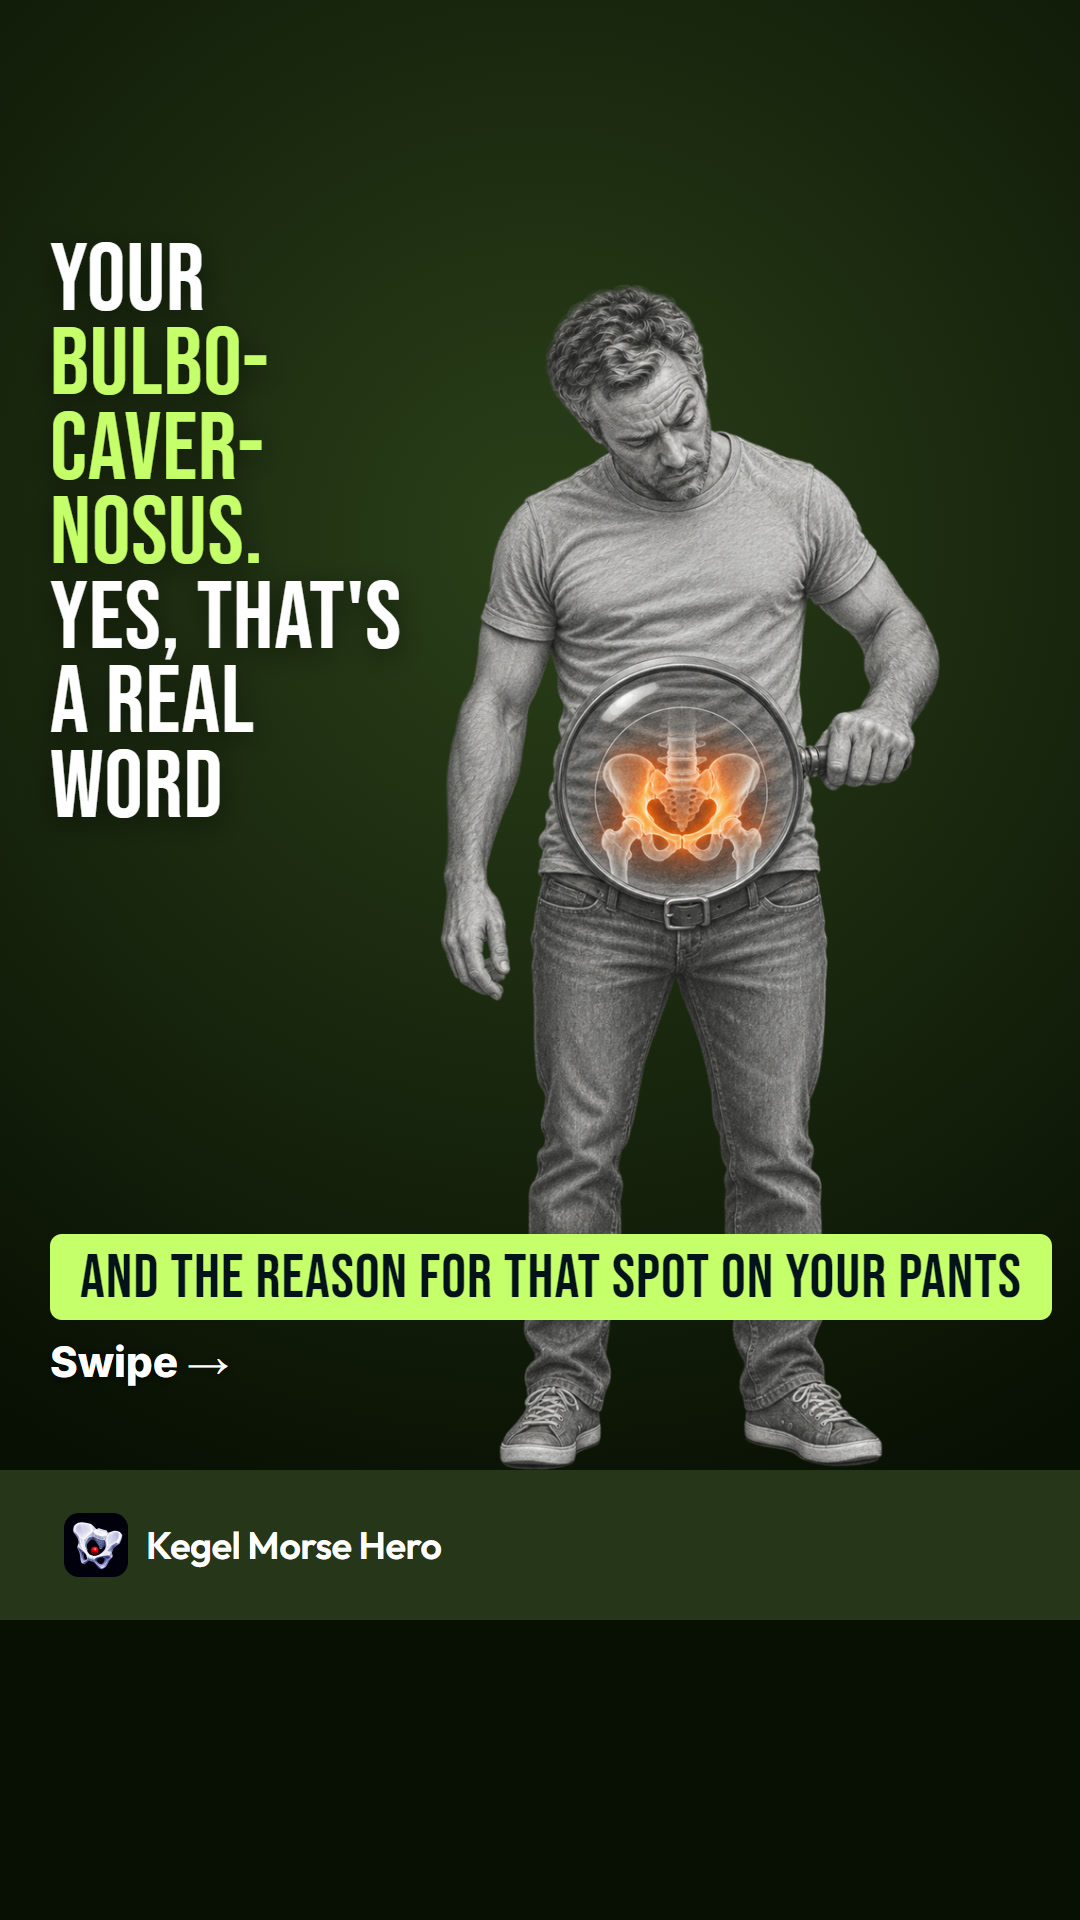 YOUR
BULBO-
CAVER-
NOSUS.
YES, THAT'S
A REAL
WORD
AND THE REASON FOR THAT SPOT ON YOUR PANTS
Swipe →
Kegel Morse Hero